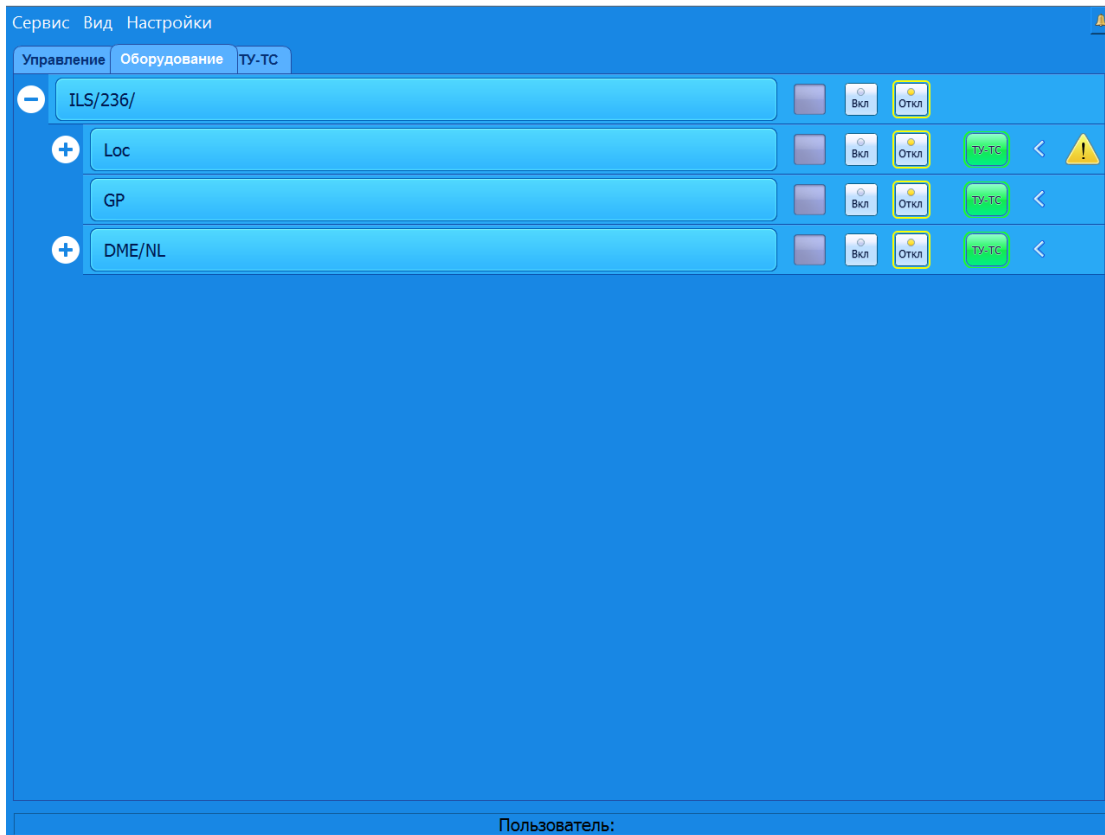 Сервис Вид Настройки
Управление Оборудование ТУ-ТС
ILS/236/ Вкл Откл
Loc Вкл Откл ТУ-ТС
GP Вкл Откл ТУ-ТС
DME/NL Вкл Откл ТУ-ТС
Пользователь: